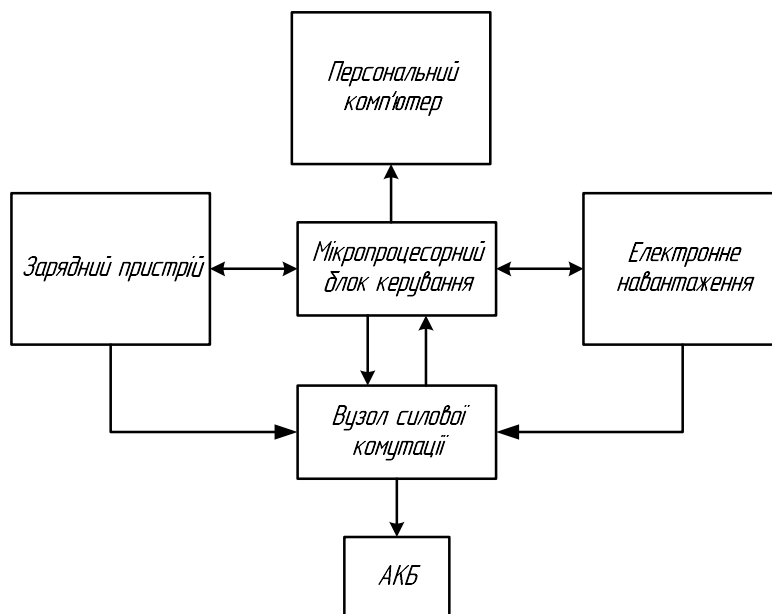 Персональний
комп'ютер
Зарядний пристрій
Мікропроцесорний
блок керування
Електронне
навантаження
Вузол силової
комутації
АКБ